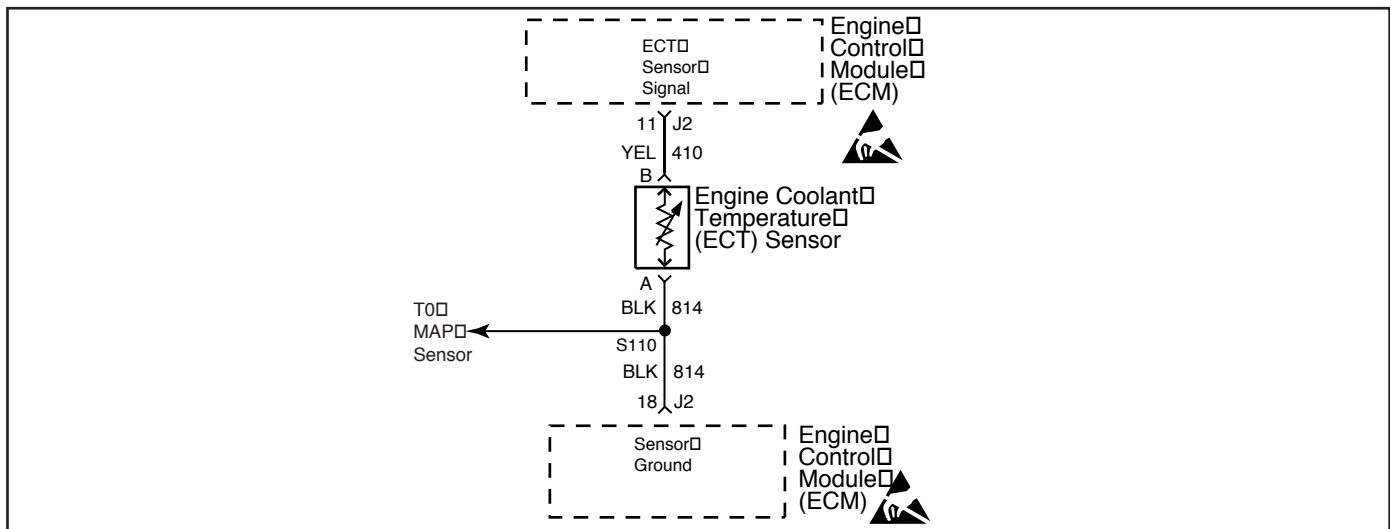 ECT□
Sensor□
Signal
Engine□
Control□
Module□
(ECM)
11 J2
YEL 410
B
Engine Coolant□
Temperature□
(ECT) Sensor
A
BLK 814
T0□
MAP□
Sensor
S110
BLK 814
18 J2
Sensor□
Ground
Engine□
Control□
Module□
(ECM)